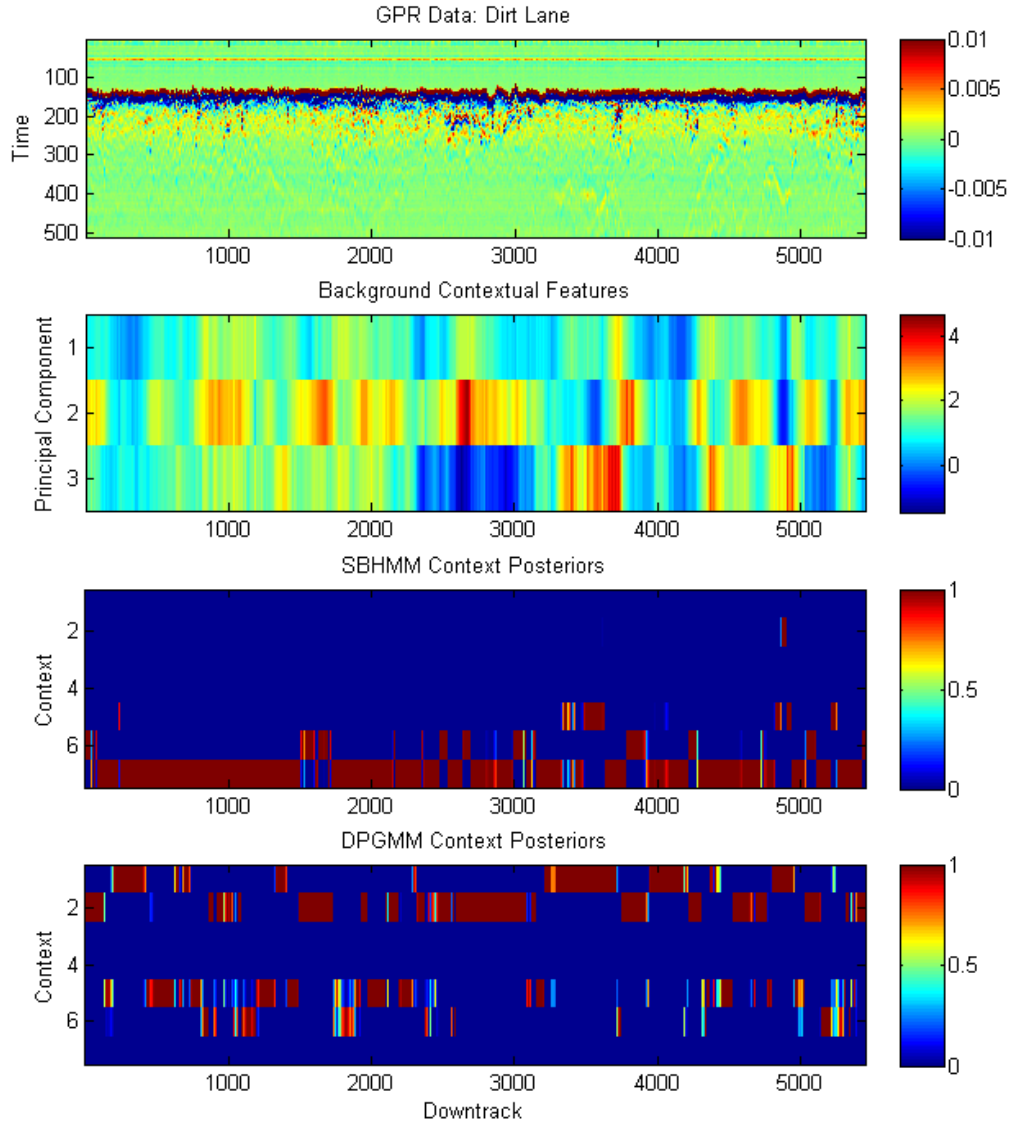 GPR Data: Dirt Lane
Time
100
200
300
400
500
1000 2000 3000 4000 5000
0.01
0.005
0
-0.005
-0.01
Background Contextual Features
Principal Component
1
2
3
1000 2000 3000 4000 5000
4
2
0
SBHMM Context Posteriors
Context
2
4
6
1000 2000 3000 4000 5000
1
0.5
0
DPGMM Context Posteriors
Context
2
4
6
1000 2000 3000 4000 5000
1
0.5
0
Downtrack